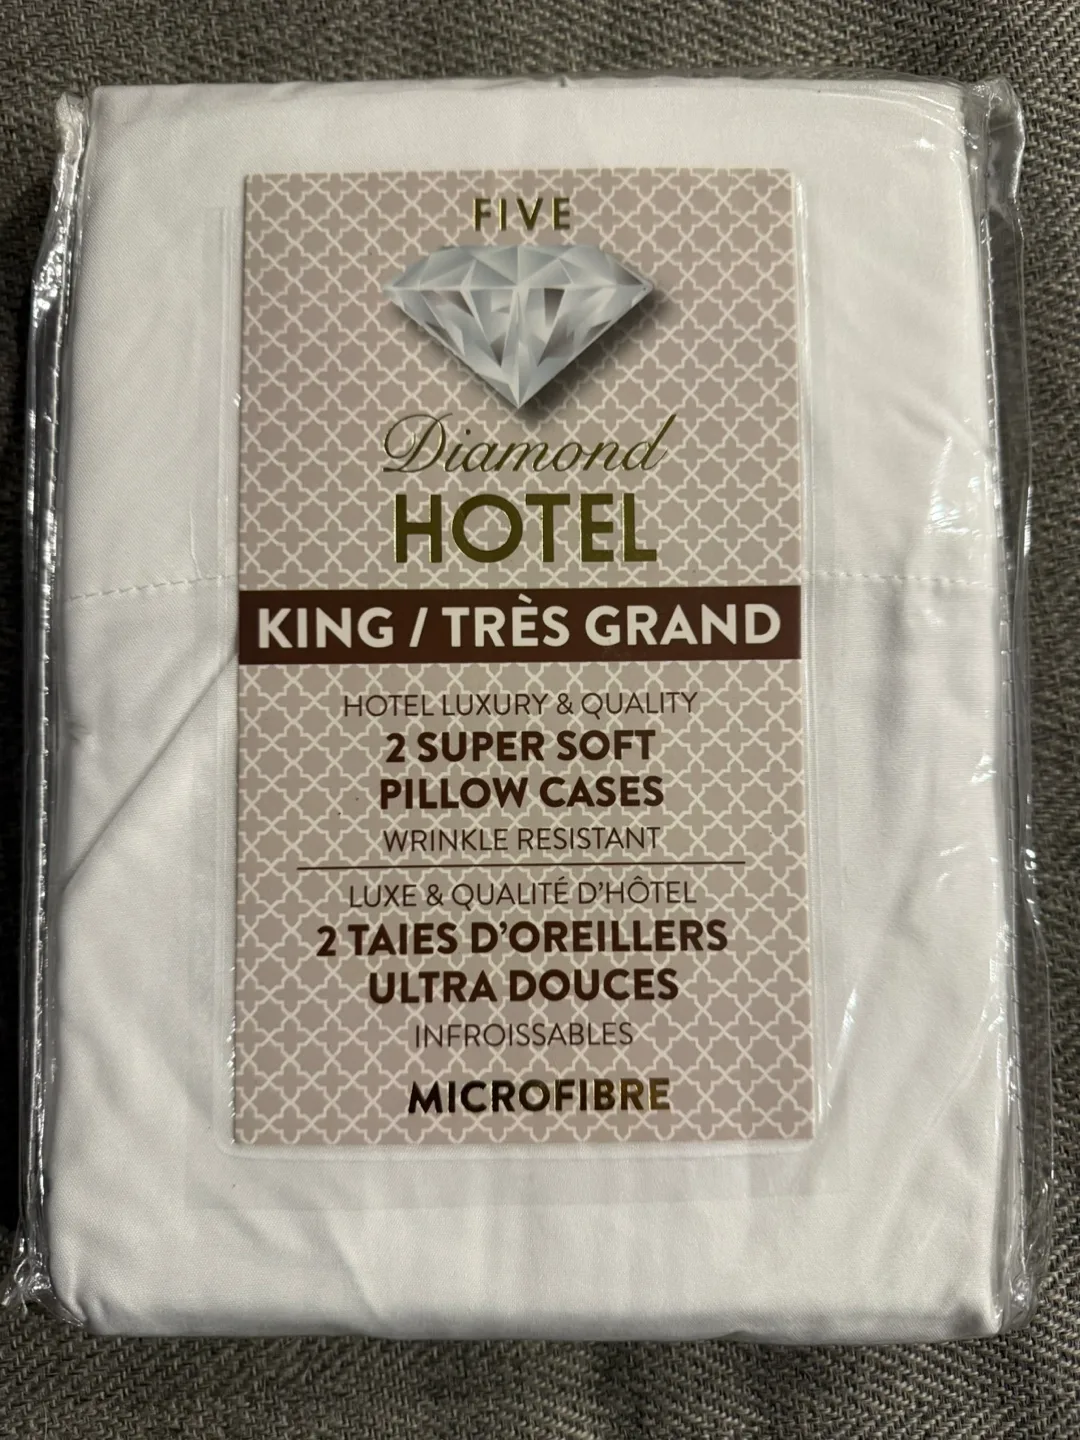 FIVE
Diamond
HOTEL
KING / TRÈS GRAND
HOTEL LUXURY & QUALITY
2 SUPER SOFT
PILLOW CASES
WRINKLE RESISTANT
LUXE & QUALITÉ D'HÔTEL
2 TAIES D'OREILLERS
ULTRA DOUCES
INFROISSABLES
MICROFIBRE